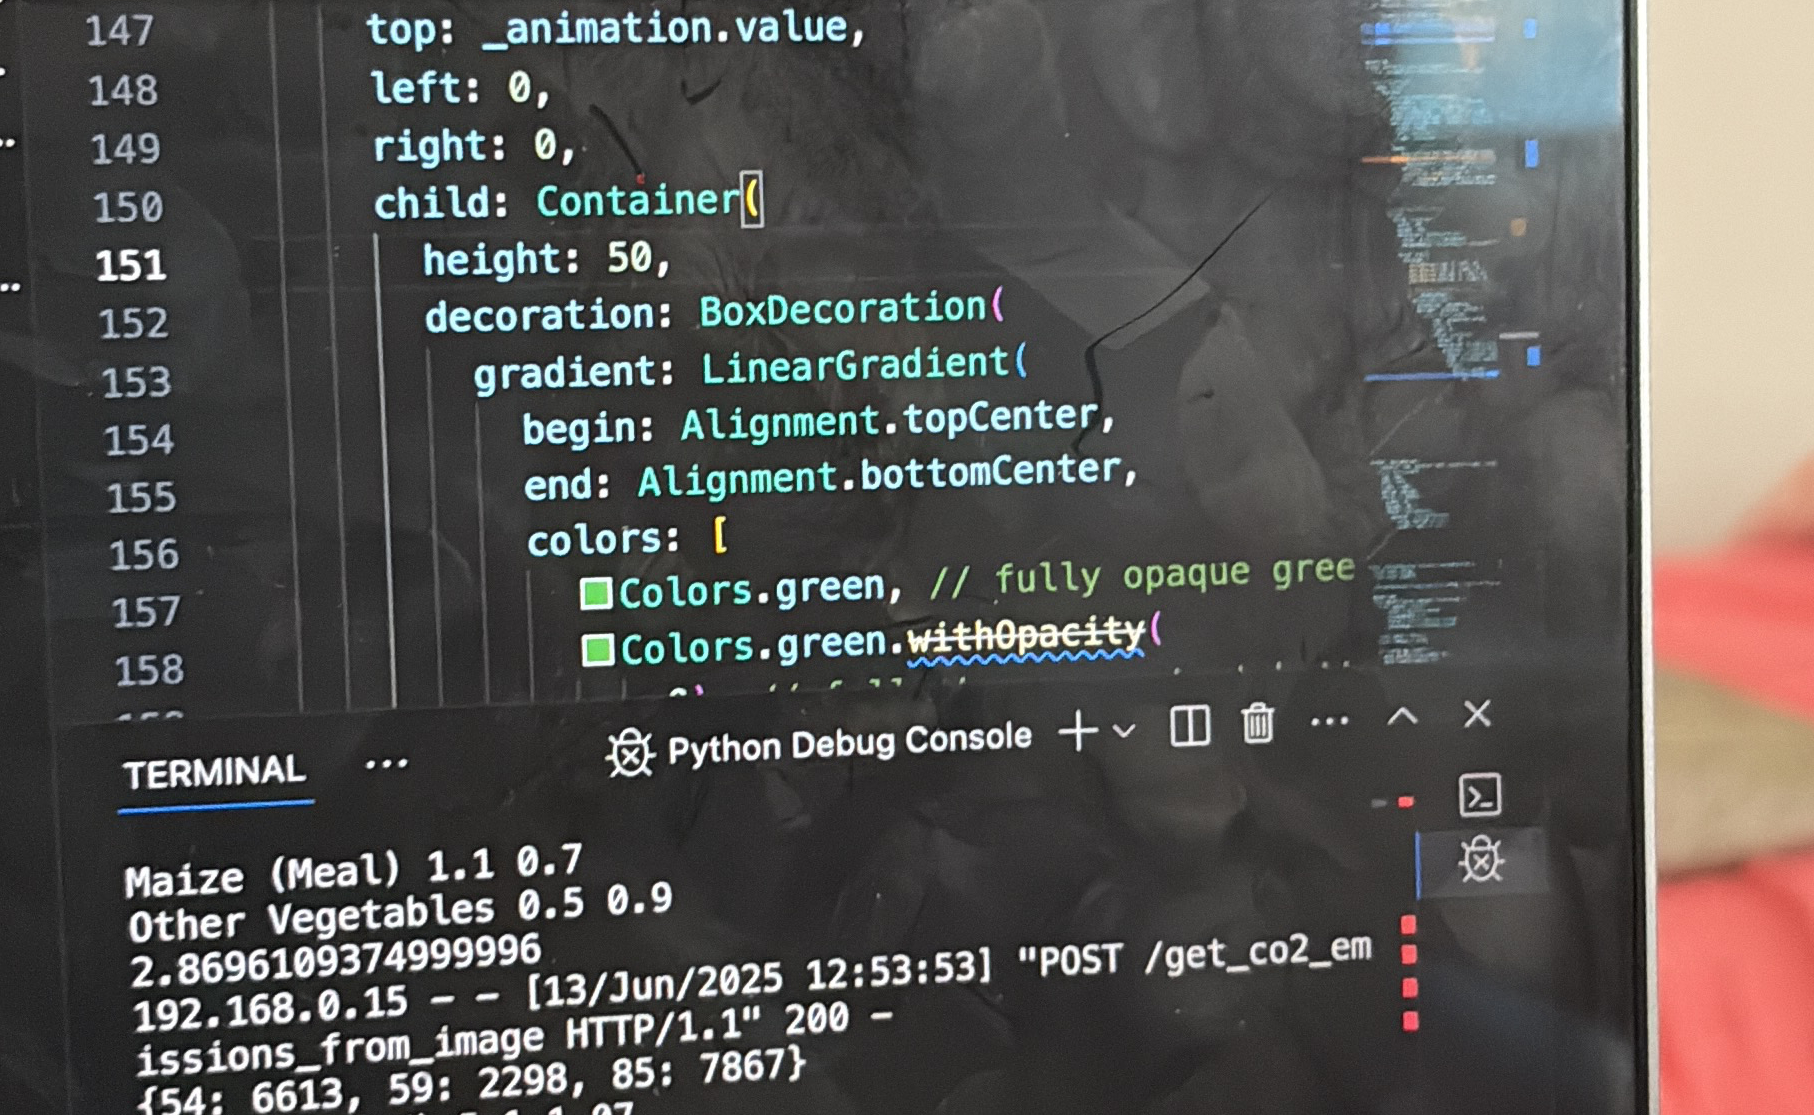 147 top: _animation.value,
148 left: 0,
149 right: 0,
150 child: Container(
151 height: 50,
152 decoration: BoxDecoration(
153 gradient: LinearGradient(
154 begin: Alignment.topCenter,
155 end: Alignment.bottomCenter,
156 colors: [
157 Colors.green, // fully opaque gree
158 Colors.green.withOpacity(
TERMINAL ... Python Debug Console
Maize (Meal) 1.1 0.7
Other Vegetables 0.5 0.9
2.8696109374999996
192.168.0.15 - - [13/Jun/2025 12:53:53] "POST /get_co2_em
issions_from_image HTTP/1.1" 200 -
{54: 6613, 59: 2298, 85: 7867}